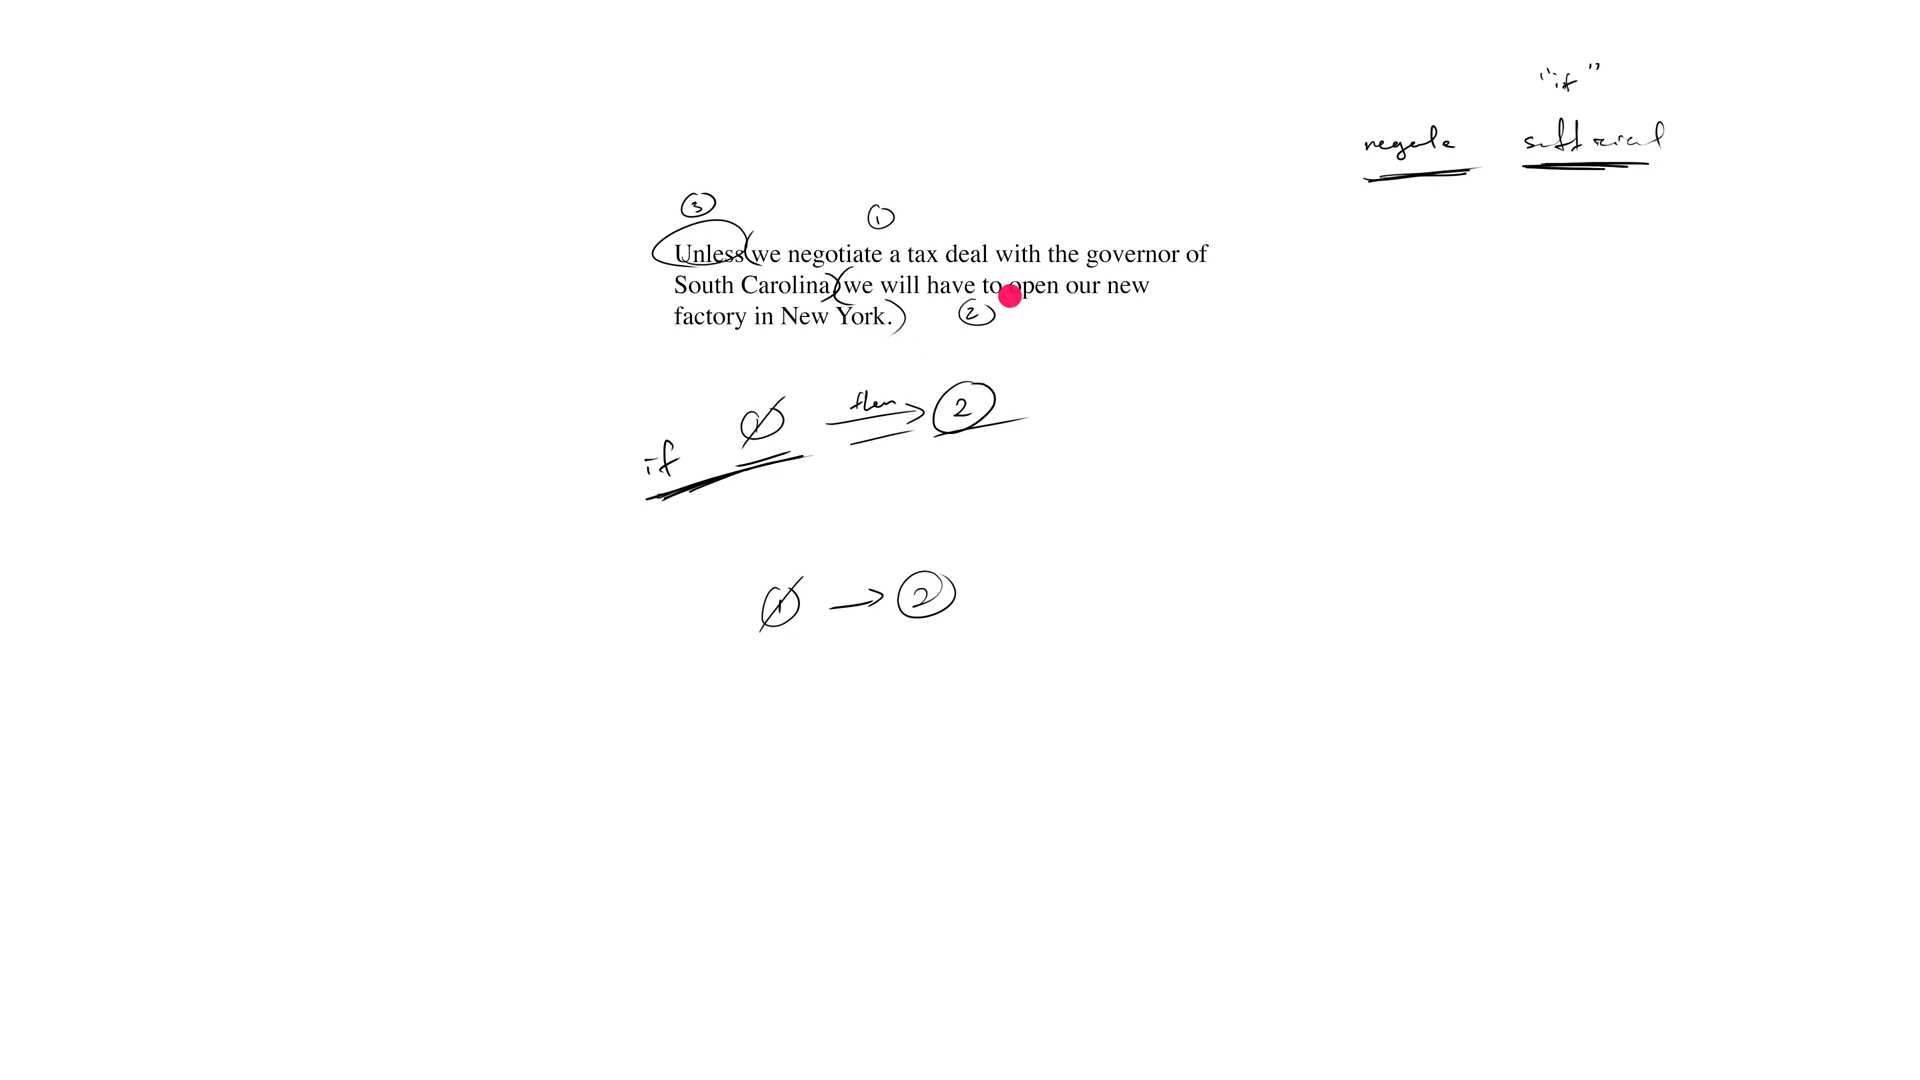 "if"
negate sufficient
③ ①
Unless (we negotiate a tax deal with the governor of
South Carolina,) (we will have to open our new
factory in New York.) ②
if ① then → ②
① → ②